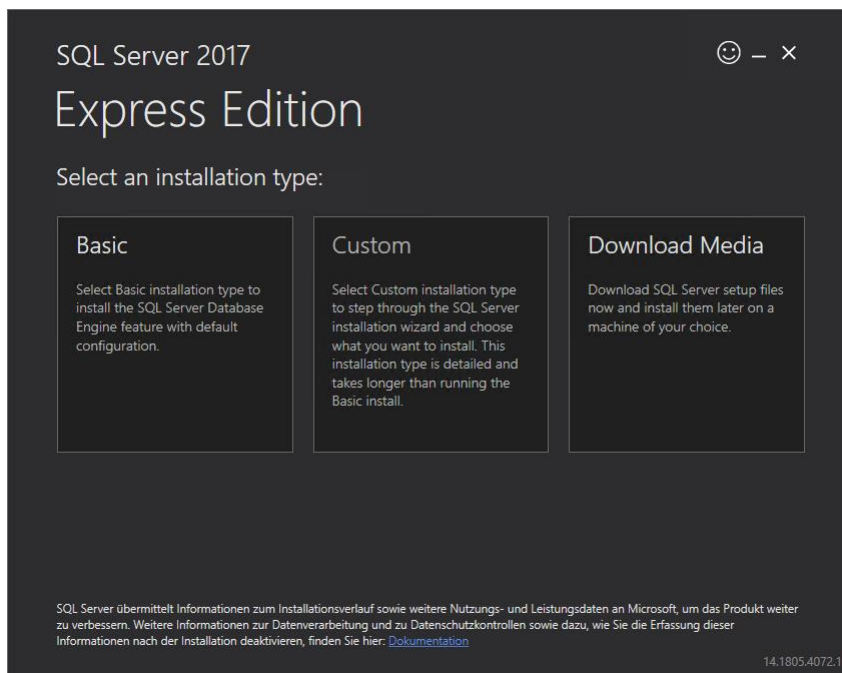 SQL Server 2017
Express Edition
Select an installation type:
Basic
Select Basic installation type to
install the SQL Server Database
Engine feature with default
configuration.
Custom
Select Custom installation type
to step through the SQL Server
installation wizard and choose
what you want to install. This
installation type is detailed and
takes longer than running the
Basic install.
Download Media
Download SQL Server setup files
now and install them later on a
machine of your choice.
SQL Server übermittelt Informationen zum Installationsverlauf sowie weitere Nutzungs- und Leistungsdaten an Microsoft, um das Produkt weiter
zu verbessern. Weitere Informationen zur Datenverarbeitung und zu Datenschutzkontrollen sowie dazu, wie Sie die Erfassung dieser
Informationen nach der Installation deaktivieren, finden Sie hier: Dokumentation
14.1805.4072.1